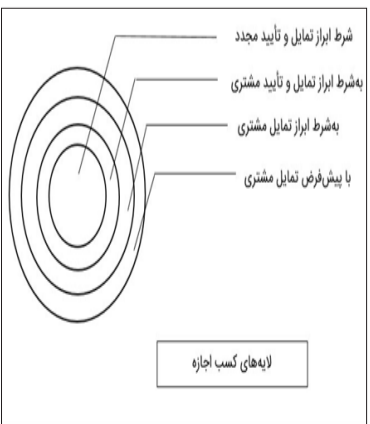 شرط ابراز تمایل و تأیید مجدد
به‌شرط ابراز تمایل و تأیید مشتری
به‌شرط ابراز تمایل مشتری
با پیش‌فرض تمایل مشتری
لایه‌های کسب اجازه